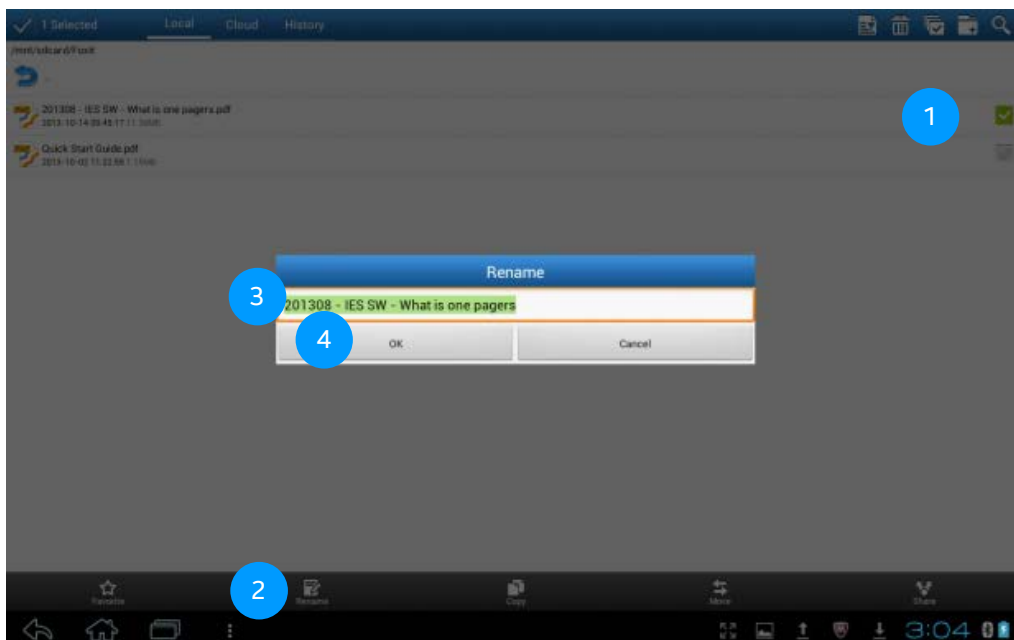 1 Selected Local Cloud History
/mnt/sdcard/Foxit
..
201308 - IES SW - What is one pagers.pdf
1
Quick Start Guide.pdf
Rename
3
201308 - IES SW - What is one pagers
4
OK Cancel
2
Favorite Rename Copy Move Share
3:04